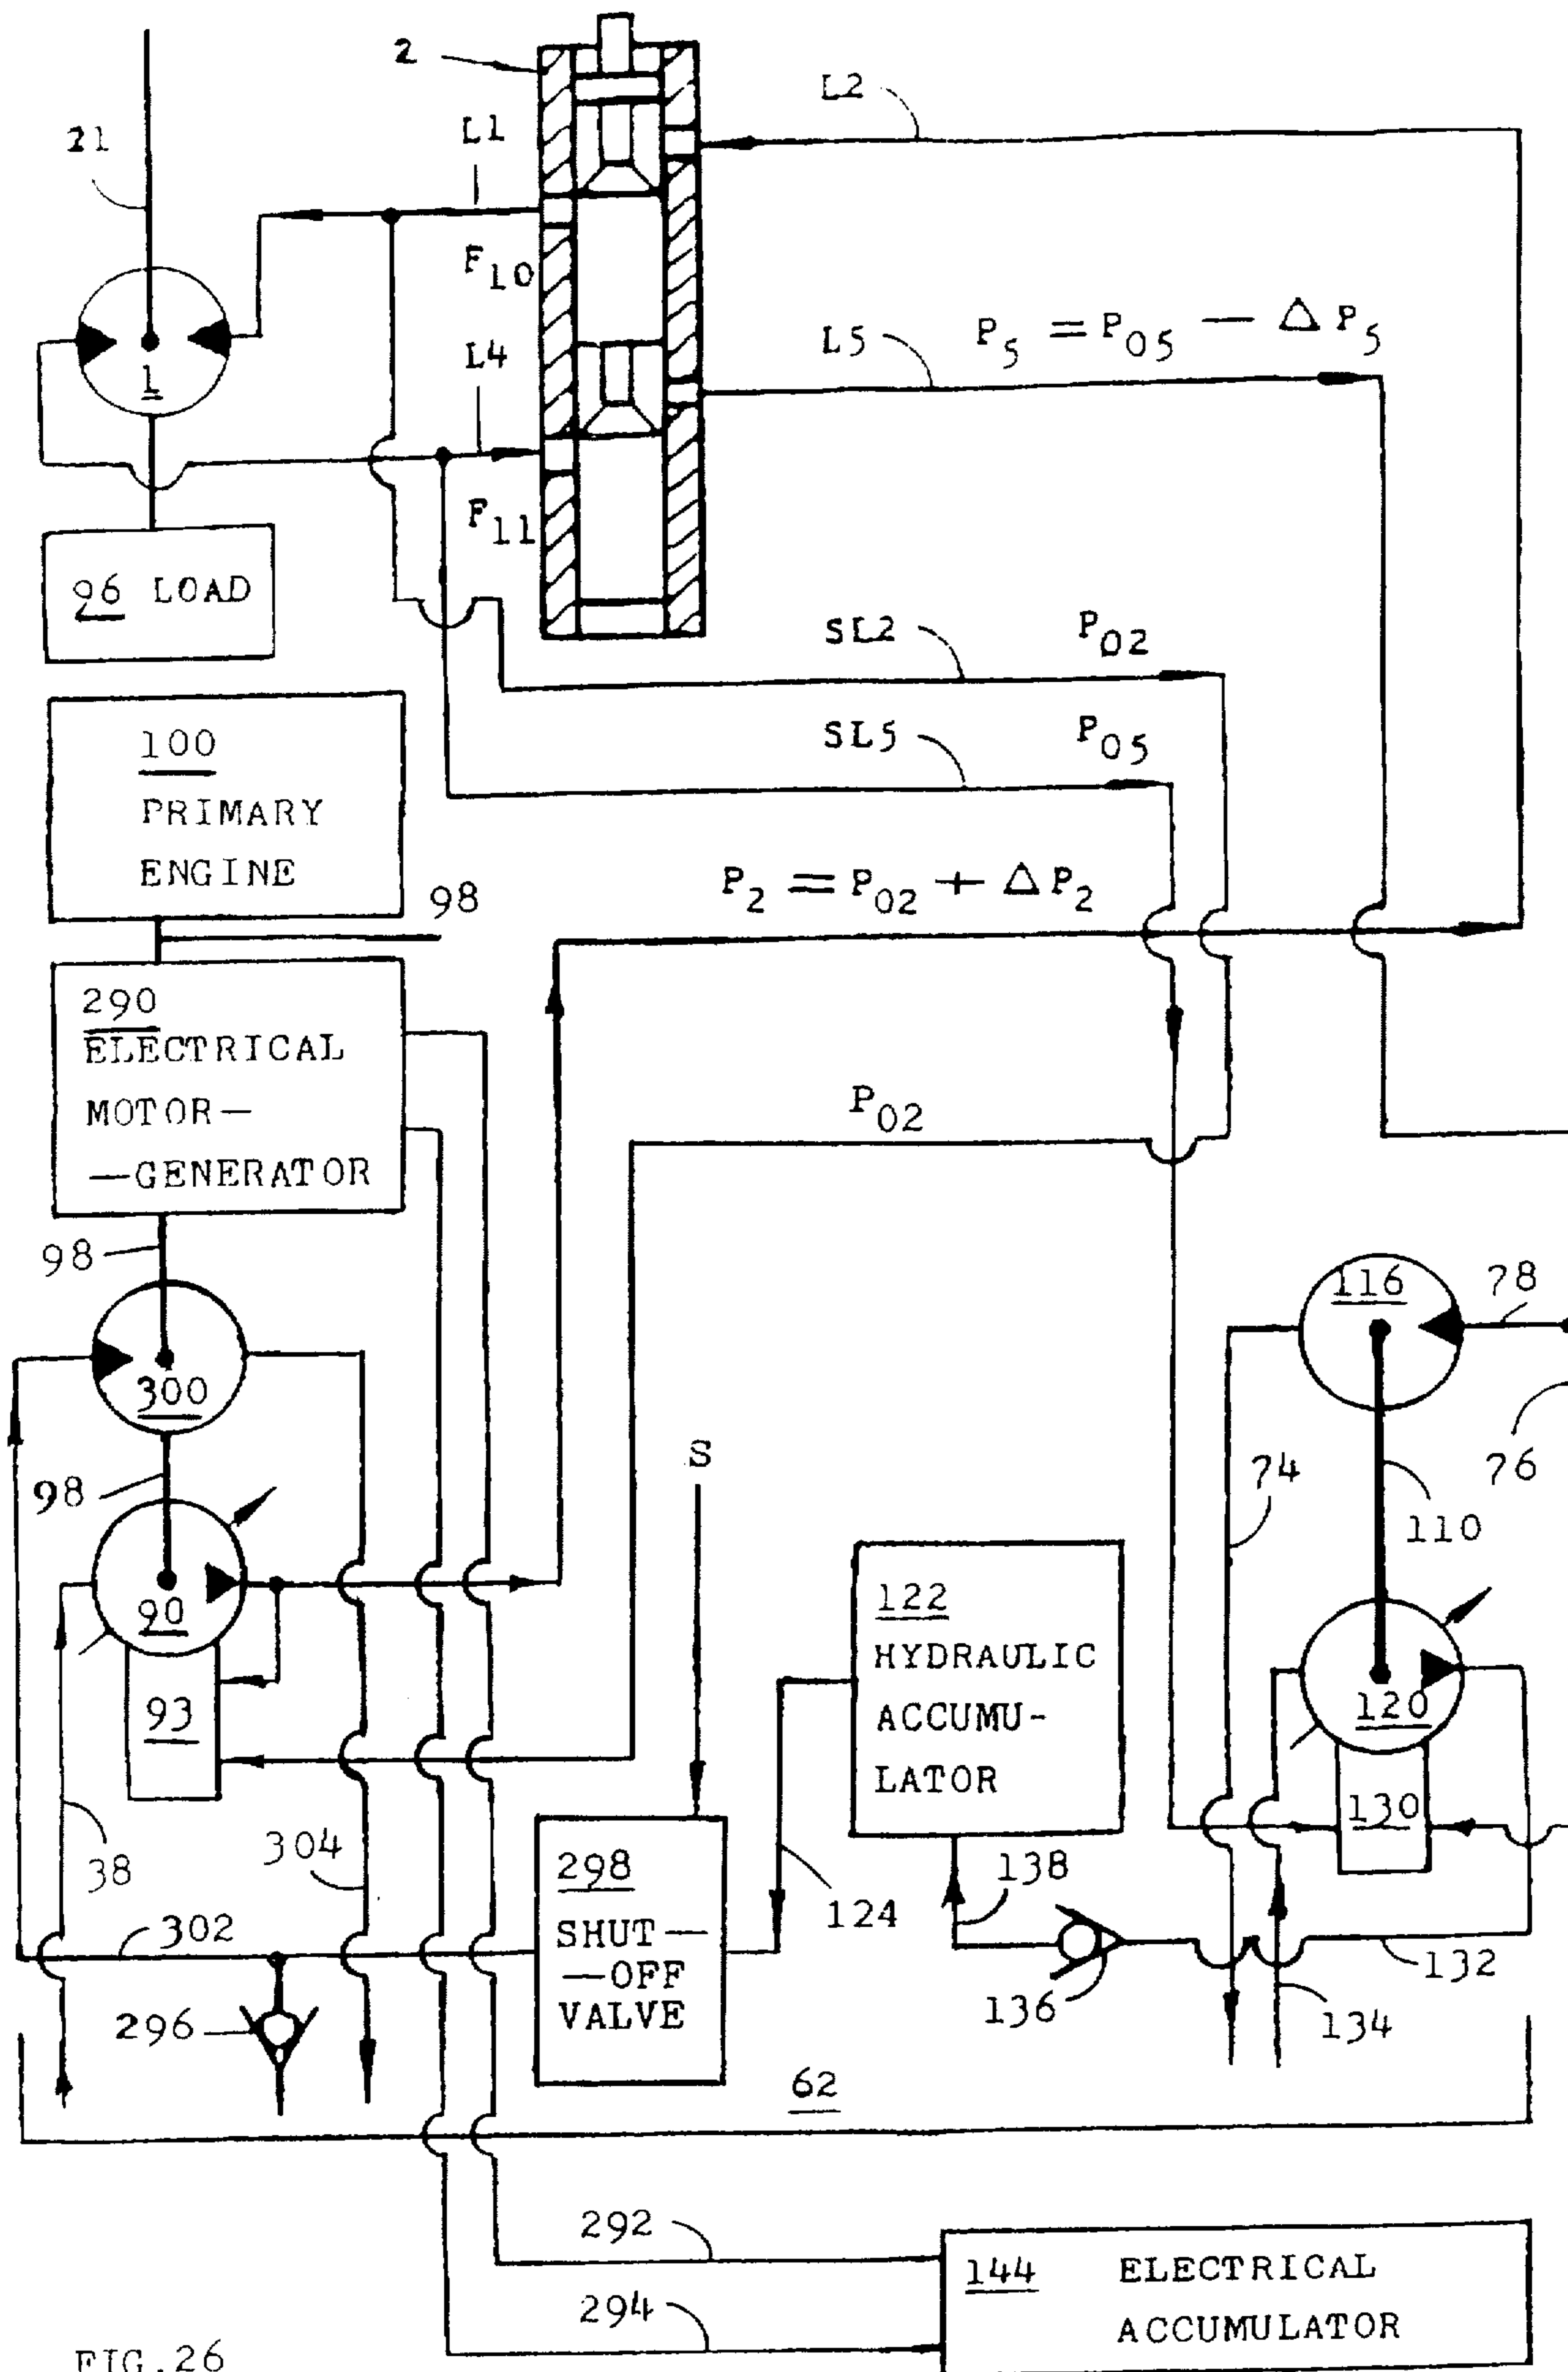 2
L2
21
L1
F10
L5
P5 = P05 — Δ P5
1
L4
F11
96 LOAD
SL2
P02
100
PRIMARY
ENGINE
SL5
P05
98
P2 = P02 + Δ P2
290
ELECTRICAL
MOTOR—
—GENERATOR
P02
98
300
116
78
98
S
74
76
110
90
93
122
HYDRAULIC
ACCUMU-
LATOR
120
130
38
304
298
SHUT—
—OFF
VALVE
124
138
302
132
296
136
134
62
292
144 ELECTRICAL
ACCUMULATOR
294
FIG.26